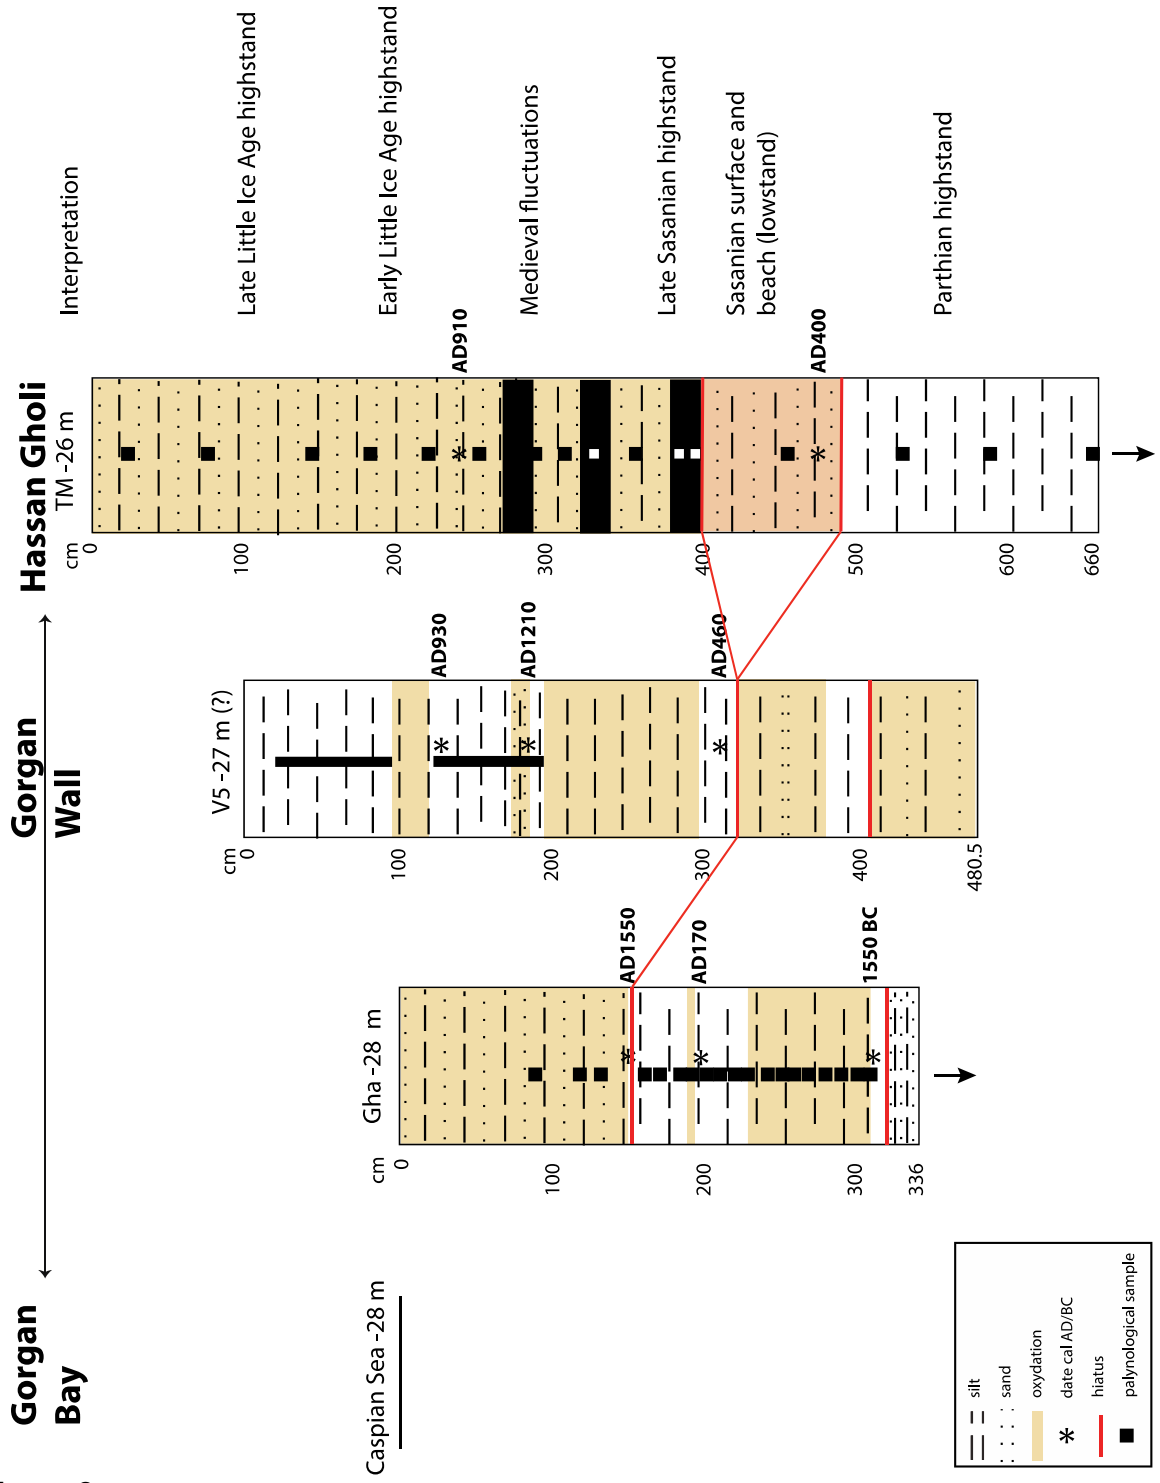 Gorgan
Bay
Gorgan
Wall
Hassan Gholi
Caspian Sea -28 m
Gha -28 m
cm
0
100
200
300
336
AD1550
AD170
1550 BC
V5 -27 m (?)
cm
0
100
200
300
400
480.5
AD930
AD1210
AD460
TM -26 m
cm
0
100
200
300
400
500
600
660
AD910
AD400
Interpretation
Late Little Ice Age highstand
Early Little Ice Age highstand
Medieval fluctuations
Late Sasanian highstand
Sasanian surface and
beach (lowstand)
Parthian highstand
silt
sand
oxydation
date cal AD/BC
hiatus
palynological sample